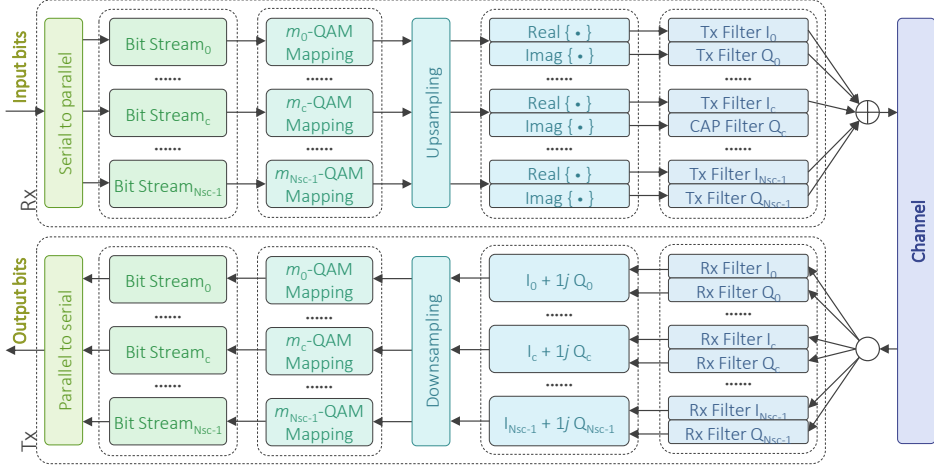 Input bits
Serial to parallel
Rx
Bit Stream0
......
Bit Streamc
......
Bit StreamNsc-1
m0-QAM
Mapping
......
mc-QAM
Mapping
......
mNsc-1-QAM
Mapping
Upsampling
Real { • }
Imag { • }
......
Real { • }
Imag { • }
......
Real { • }
Imag { • }
Tx Filter I0
Tx Filter Q0
......
Tx Filter Ic
CAP Filter Qc
......
Tx Filter INsc-1
Tx Filter QNsc-1
Channel
Output bits
Parallel to serial
Tx
Bit Stream0
......
Bit Streamc
......
Bit StreamNsc-1
m0-QAM
Mapping
......
mc-QAM
Mapping
......
mNsc-1-QAM
Mapping
Downsampling
I0 + 1j Q0
......
Ic + 1j Qc
......
INsc-1 + 1j QNsc-1
Rx Filter I0
Rx Filter Q0
......
Rx Filter Ic
Rx Filter Qc
......
Rx Filter INsc-1
Rx Filter QNsc-1